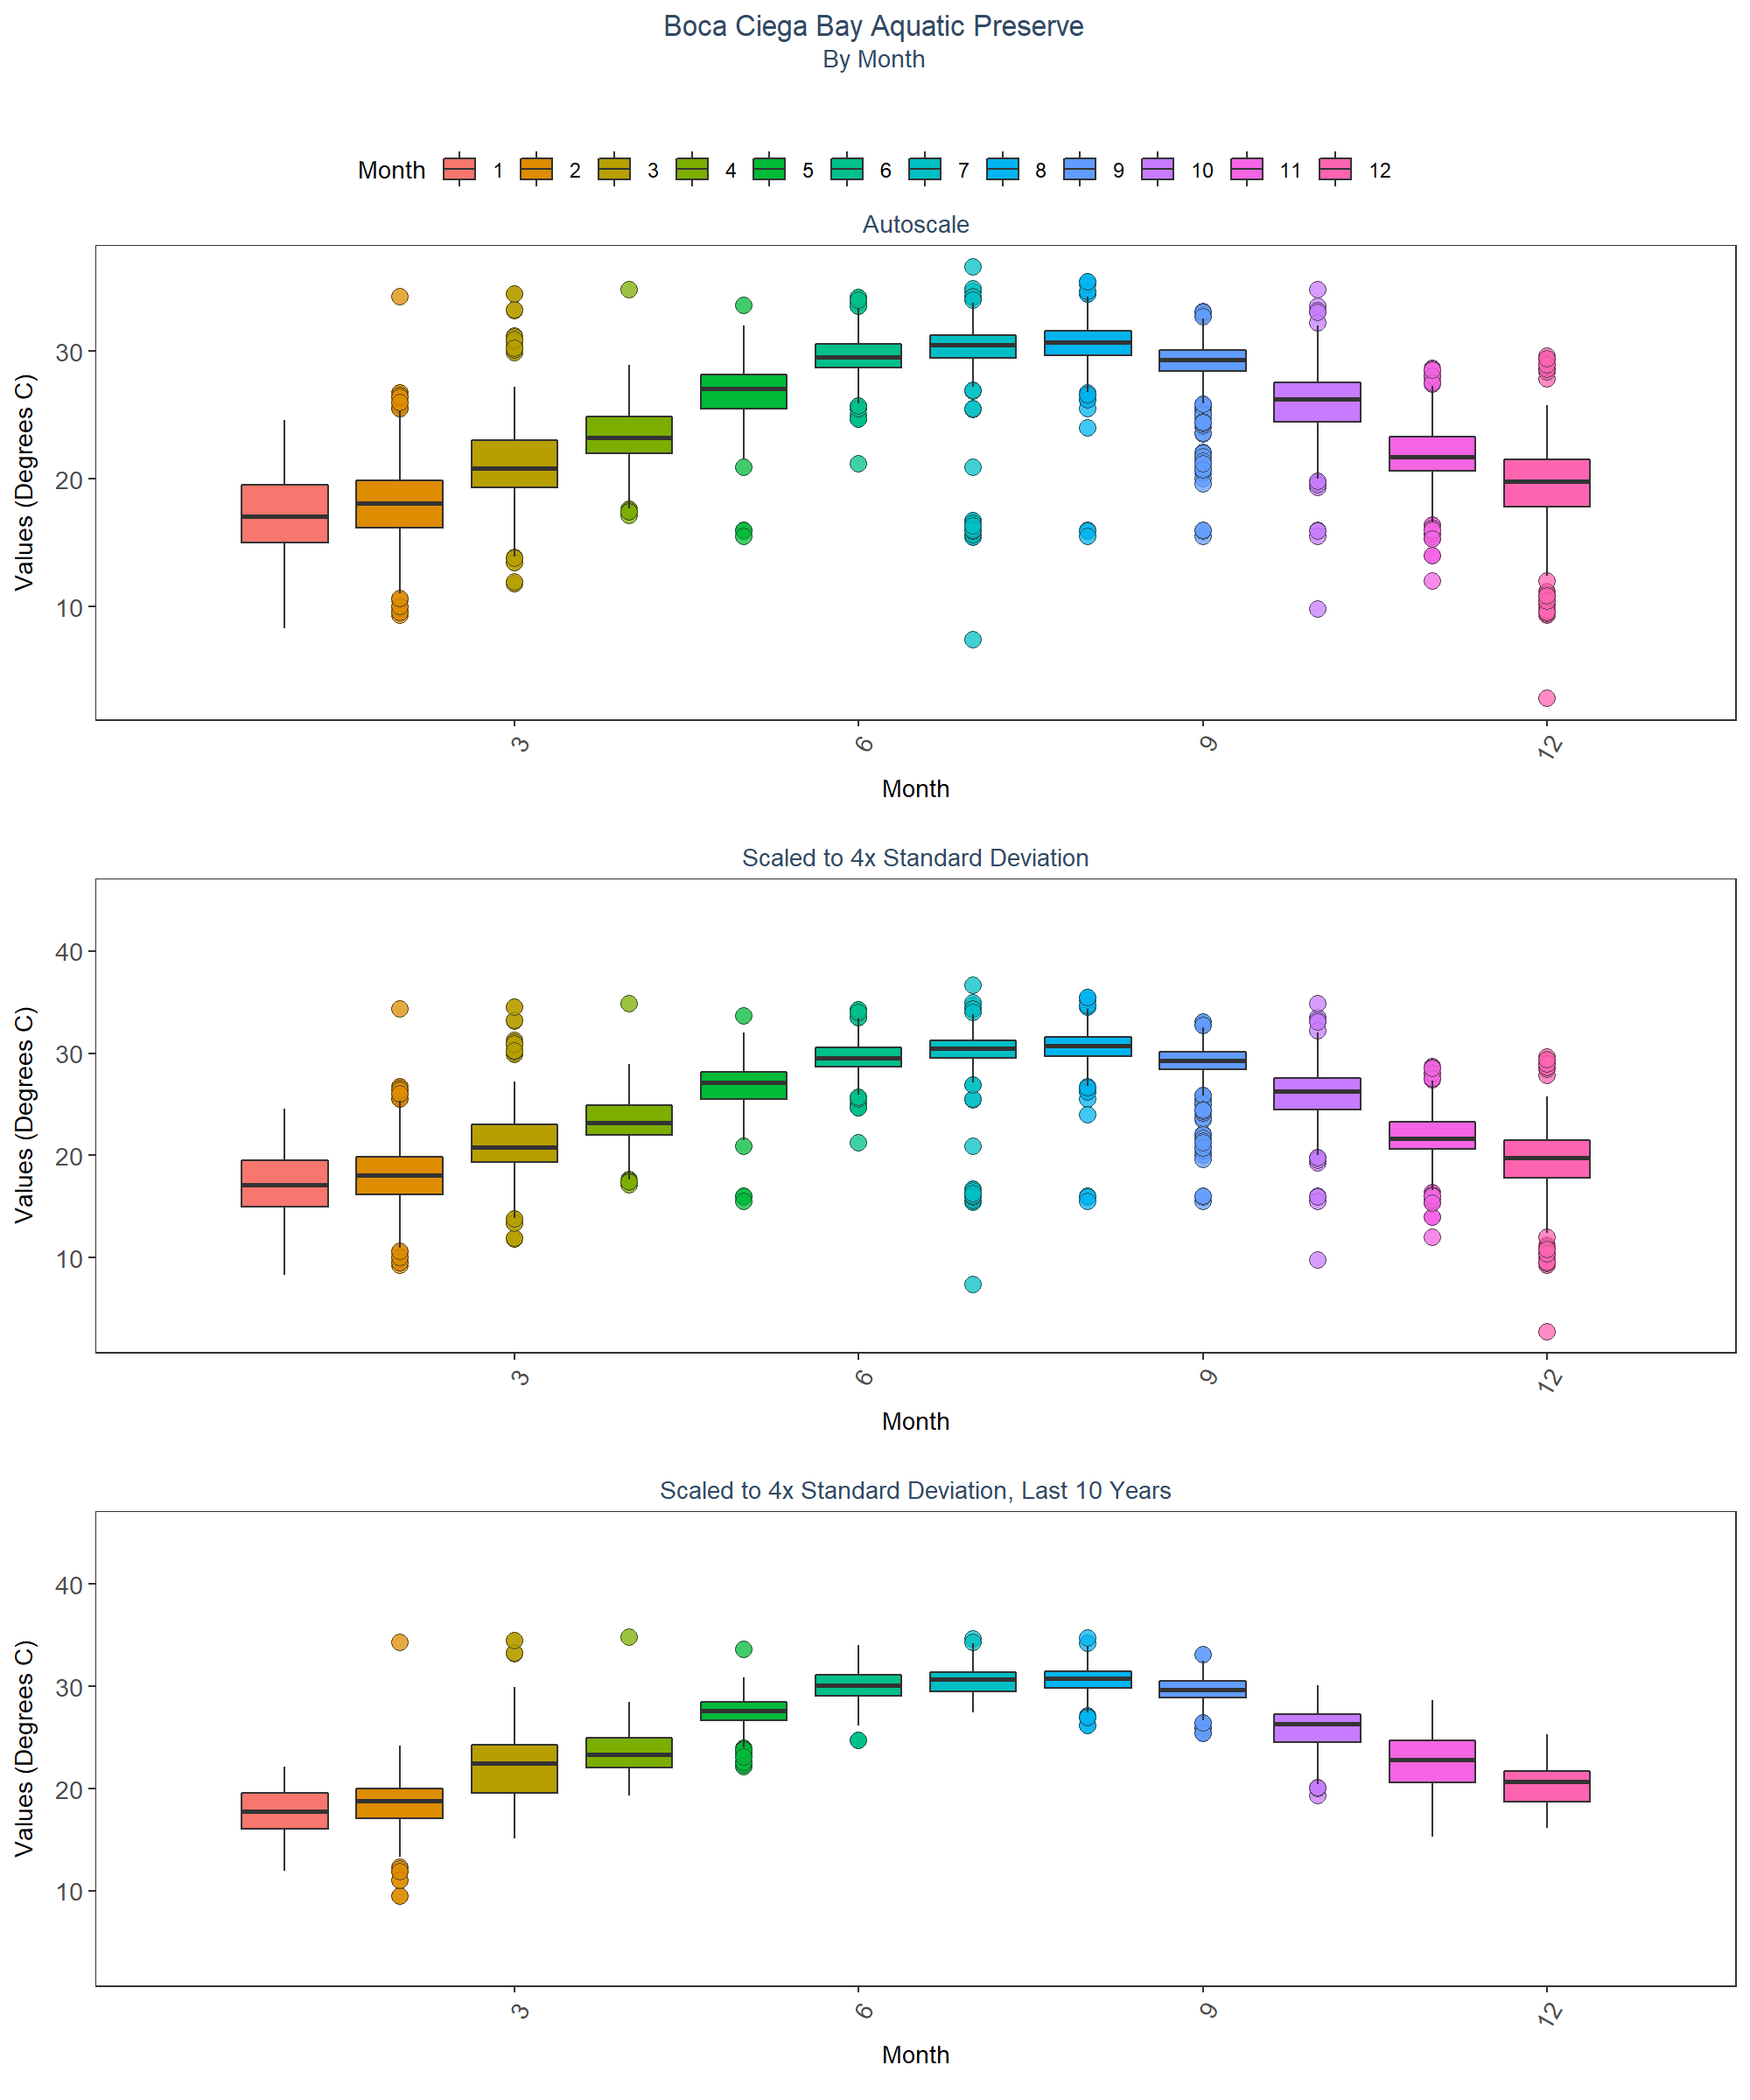 Boca Ciega Bay Aquatic Preserve
By Month
Month 1 2 3 4 5 6 7 8 9 10 11 12
Autoscale
Values (Degrees C)
30
20
10
3 6 9 12
Month
Scaled to 4x Standard Deviation
Values (Degrees C)
40
30
20
10
3 6 9 12
Month
Scaled to 4x Standard Deviation, Last 10 Years
Values (Degrees C)
40
30
20
10
3 6 9 12
Month